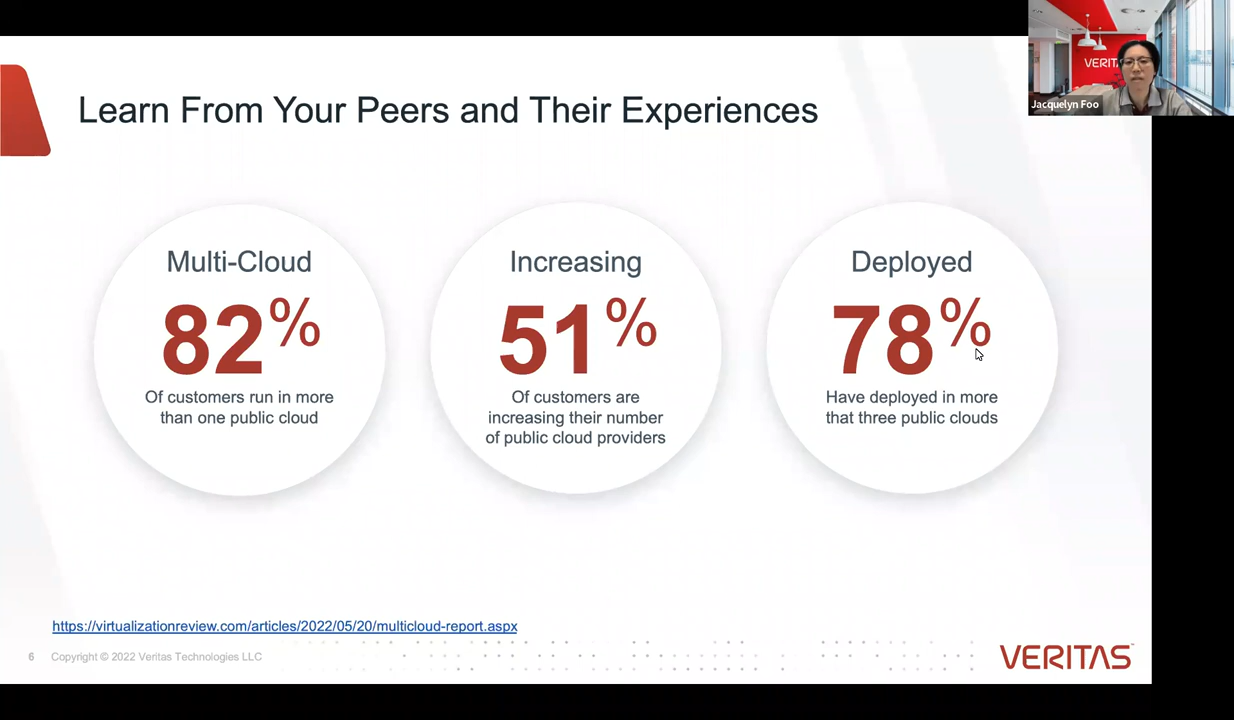 Learn From Your Peers and Their Experiences
Multi-Cloud
82%
Of customers run in more
than one public cloud
Increasing
51%
Of customers are
increasing their number
of public cloud providers
Deployed
78%
Have deployed in more
that three public clouds
https://virtualizationreview.com/articles/2022/05/20/multicloud-report.aspx
6 Copyright © 2022 Veritas Technologies LLC
VERITAS™
VERITAS
Jacquelyn Foo